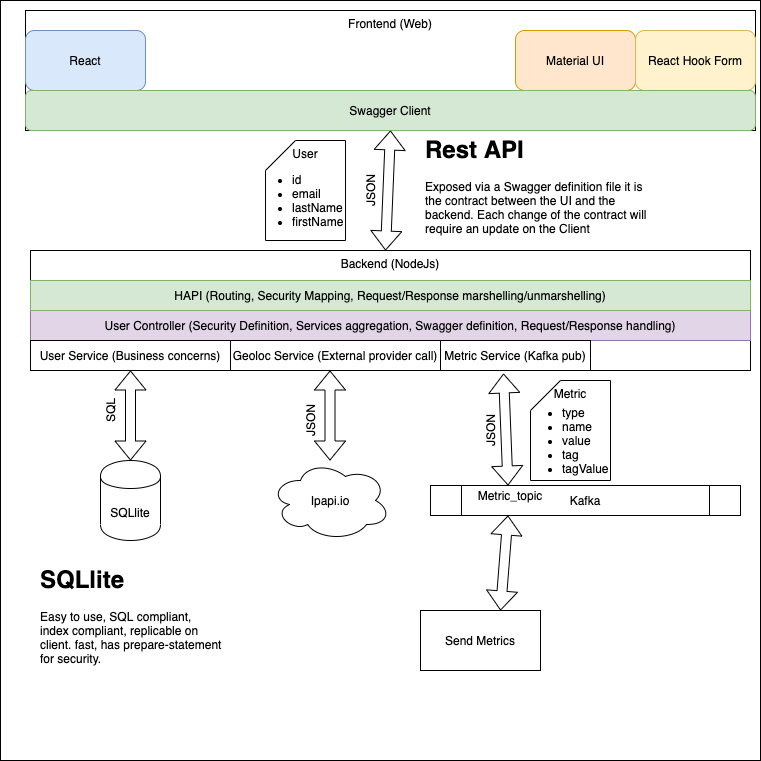 Frontend (Web)
React
Material UI
React Hook Form
Swagger Client
User
id
email
lastName
firstName
JSON
Rest API
Exposed via a Swagger definition file it is
the contract between the UI and the
backend. Each change of the contract will
require an update on the Client
Backend (NodeJs)
HAPI (Routing, Security Mapping, Request/Response marshelling/unmarshelling)
User Controller (Security Definition, Services aggregation, Swagger definition, Request/Response handling)
User Service (Business concerns)
Geoloc Service (External provider call)
Metric Service (Kafka pub)
SQL
JSON
JSON
Metric
type
name
value
tag
tagValue
SQLlite
Ipapi.io
Metric_topic
Kafka
SQLlite
Easy to use, SQL compliant,
index compliant, replicable on
client. fast, has prepare-statement
for security.
Send Metrics